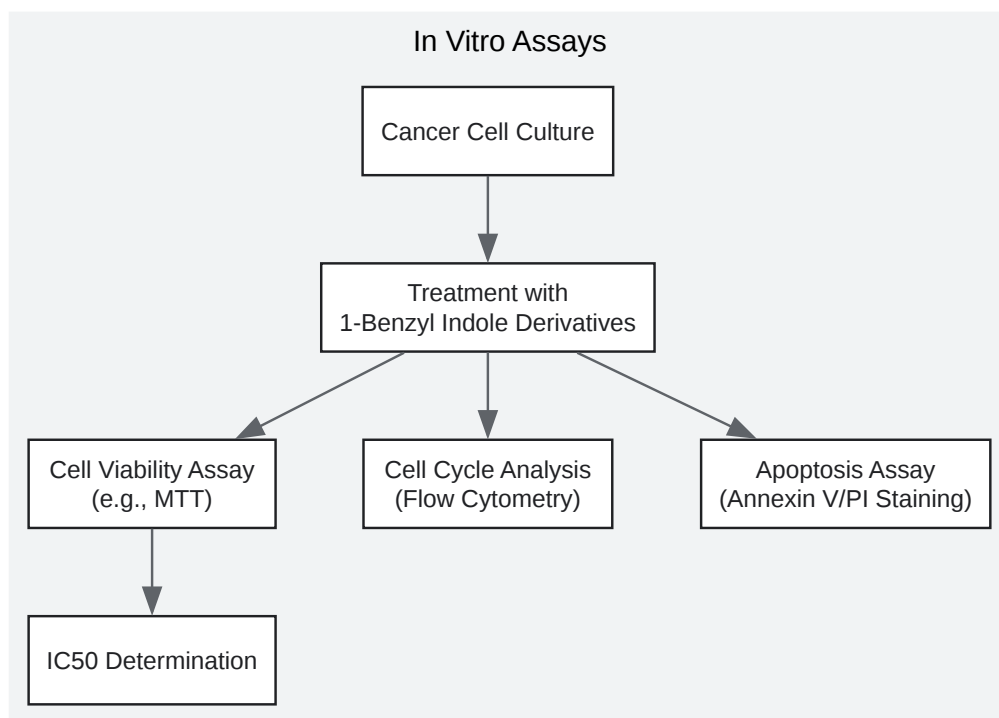 In Vitro Assays
Cancer Cell Culture
Treatment with
1-Benzyl Indole Derivatives
Cell Viability Assay
(e.g., MTT)
Cell Cycle Analysis
(Flow Cytometry)
Apoptosis Assay
(Annexin V/PI Staining)
IC50 Determination